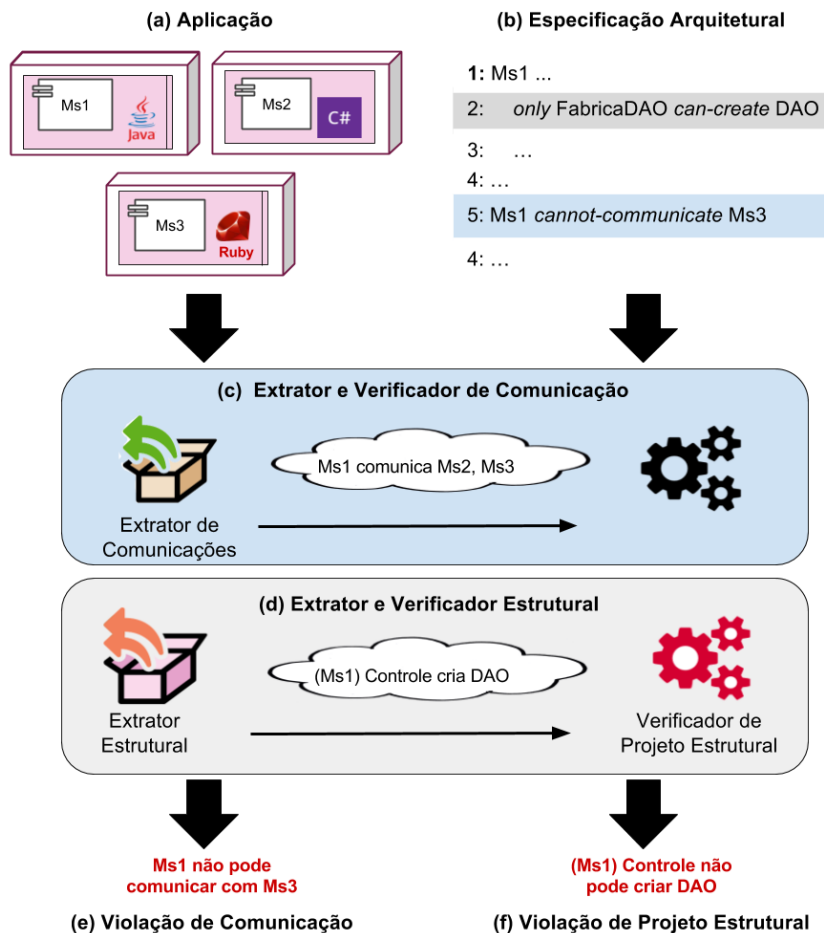 (a) Aplicação
Ms1
Java
Ms2
C#
Ms3
Ruby
(b) Especificação Arquitetural
1: Ms1 ...
2: only FabricaDAO can-create DAO
3: ...
4: ...
5: Ms1 cannot-communicate Ms3
4: ...
(c) Extrator e Verificador de Comunicação
Ms1 comunica Ms2, Ms3
Extrator de
Comunicações
(d) Extrator e Verificador Estrutural
(Ms1) Controle cria DAO
Extrator
Estrutural
Verificador de
Projeto Estrutural
Ms1 não pode
comunicar com Ms3
(e) Violação de Comunicação
(Ms1) Controle não
pode criar DAO
(f) Violação de Projeto Estrutural